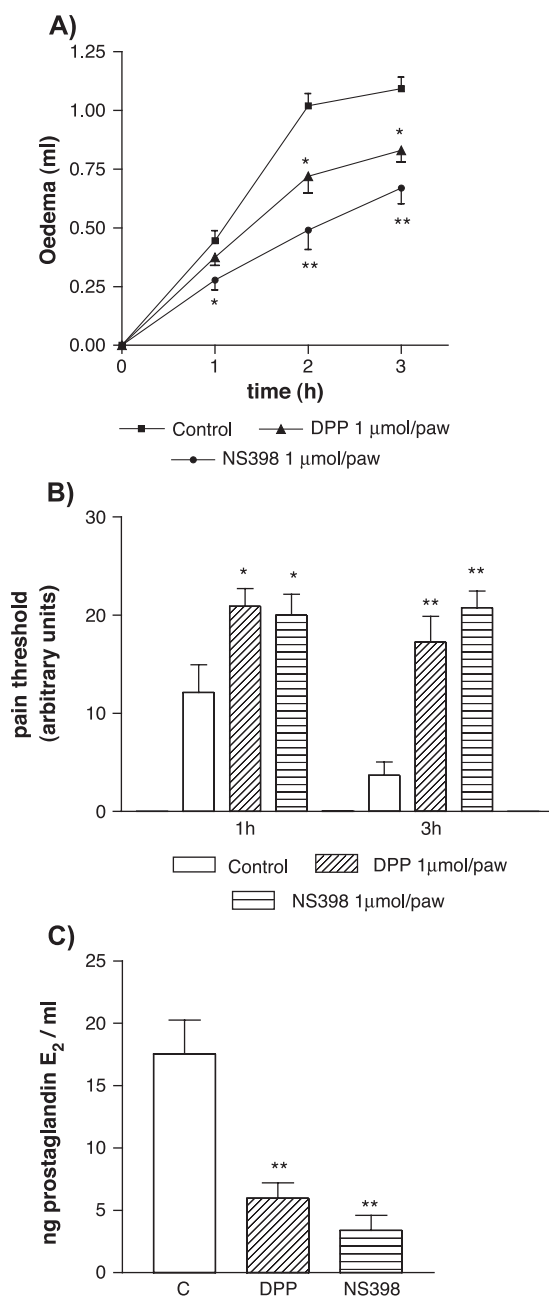 A)
Oedema (ml)
1.25
1.00
0.75
0.50
0.25
0.00
0 1 2 3
* * *
* ** **
time (h)
Control DPP 1 μmol/paw
NS398 1 μmol/paw
B)
pain threshold
(arbitrary units)
30
20
10
0
* * ** **
1h 3h
Control DPP 1μmol/paw
NS398 1μmol/paw
C)
ng prostaglandin E2 / ml
25
20
15
10
5
0
** **
C DPP NS398